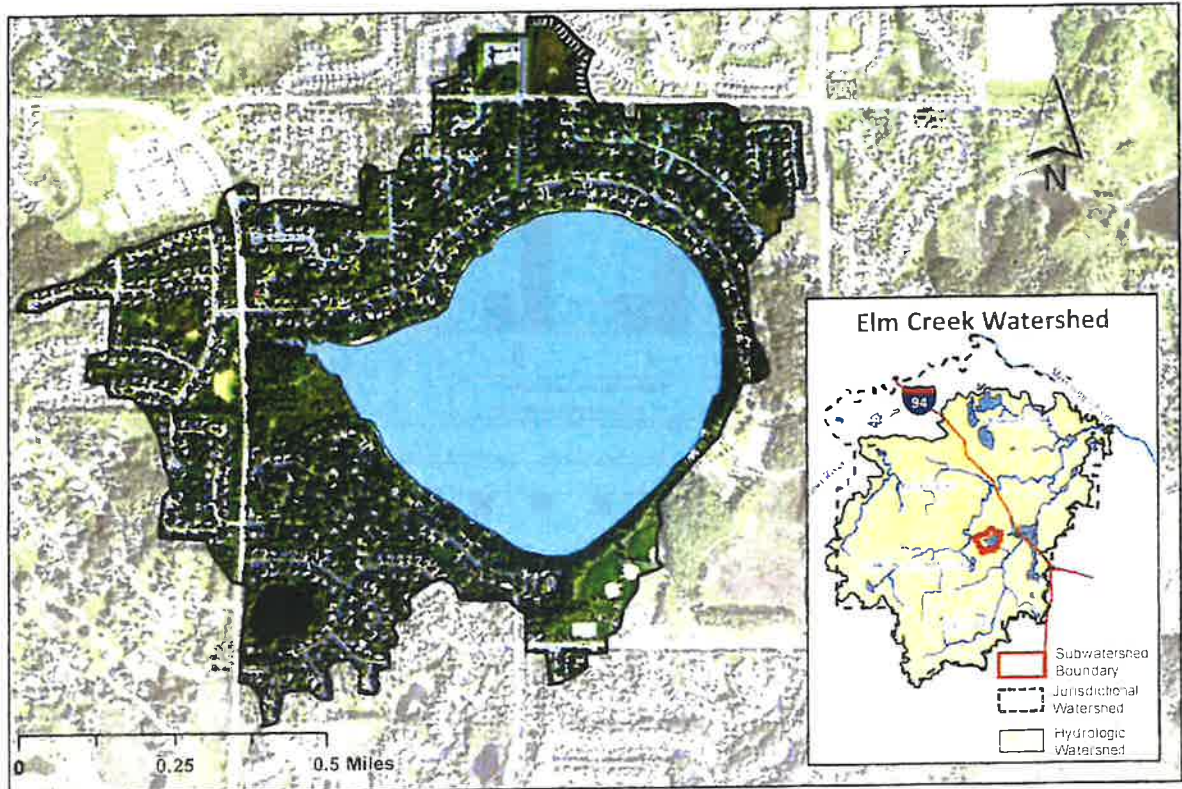 N
Elm Creek Watershed
94
Subwatershed
Boundary
Jurisdictional
Watershed
Hydrologic
Watershed
0 0.25 0.5 Miles